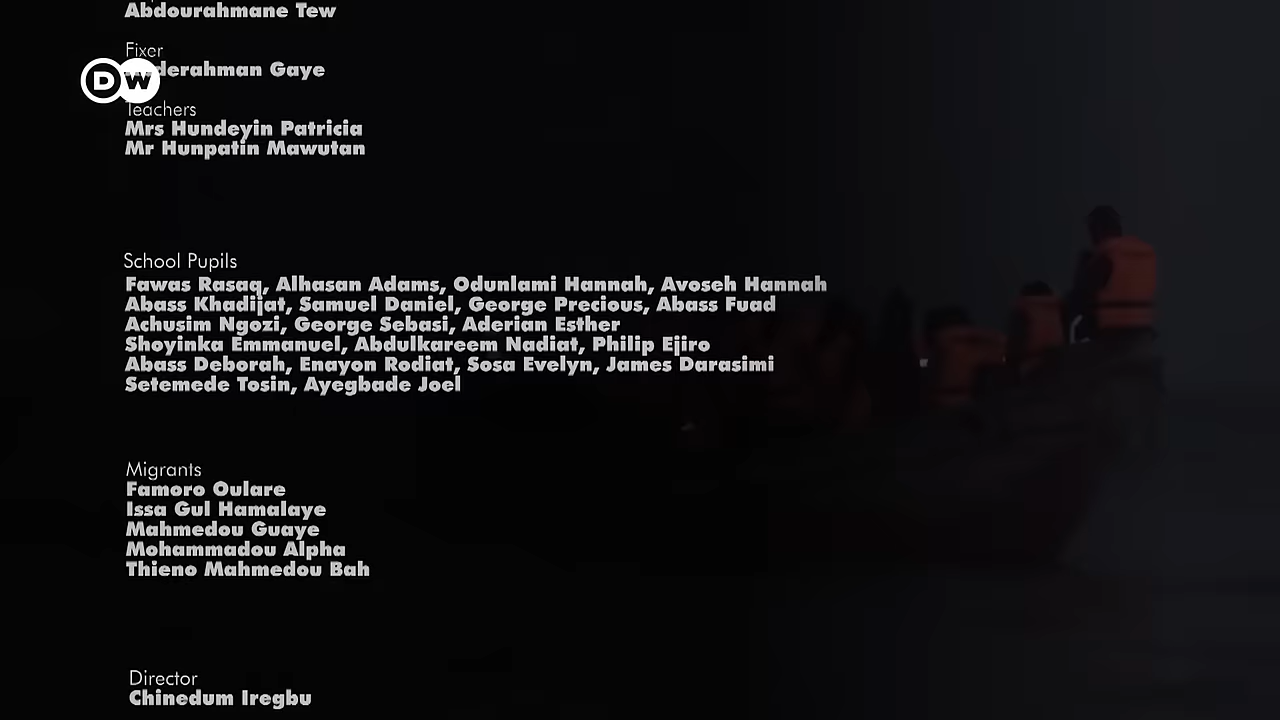 Abdourahmane Tew
Fixer
DW
derahman Gaye
Teachers
Mrs Hundeyin Patricia
Mr Hunpatin Mawutan
School Pupils
Fawas Rasaq, Alhasan Adams, Odunlami Hannah, Avoseh Hannah
Abass Khadijat, Samuel Daniel, George Precious, Abass Fuad
Achusim Ngozi, George Sebasi, Aderian Esther
Shoyinka Emmanuel, Abdulkareem Nadiat, Philip Ejiro
Abass Deborah, Enayon Rodiat, Sosa Evelyn, James Darasimi
Setemede Tosin, Ayegbade Joel
Migrants
Famoro Oulare
Issa Gul Hamalaye
Mahmedou Guaye
Mohammadou Alpha
Thieno Mahmedou Bah
Director
Chinedum Iregbu